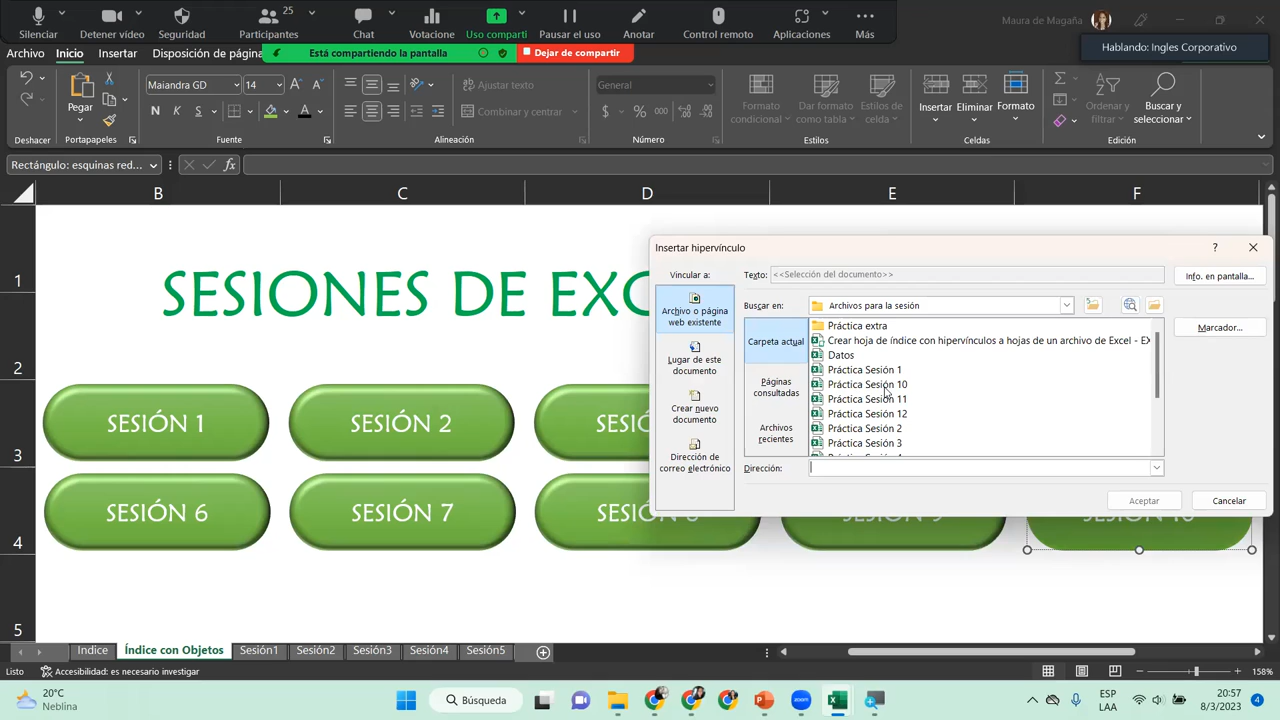 Silenciar
Detener video
Seguridad
25
Participantes
Chat
Votacione
Uso comparti
Pausar el uso
Anotar
Control remoto
Aplicaciones
Más
Maura de Magaña
Hablando: Ingles Corporativo
Está compartiendo la pantalla
Dejar de compartir
Archivo
Inicio
Insertar
Disposición de página
Deshacer
Pegar
Portapapeles
Maiandra GD
14
N
K
S
Fuente
Ajustar texto
Combinar y centrar
Alineación
General
$
%
000
Número
Formato
condicional
Dar formato
como tabla
Estilos de
celda
Estilos
Insertar
Eliminar
Formato
Celdas
Ordenar y
filtrar
Buscar y
seleccionar
Edición
Rectángulo: esquinas red...
fx
B
C
D
E
F
1
2
3
4
5
SESIONES DE EXC
SESIÓN 1
SESIÓN 2
SESIÓN 6
SESIÓN 7
Insertar hipervínculo
?
Vincular a:
Texto:
<<Selección del documento>>
Info. en pantalla...
Archivo o página
web existente
Lugar de este
documento
Crear nuevo
documento
Dirección de
correo electrónico
Buscar en:
Archivos para la sesión
Marcador...
Carpeta actual
Páginas
consultadas
Archivos
recientes
Práctica extra
Crear hoja de índice con hipervínculos a hojas de un archivo de Excel - EX
Datos
Práctica Sesión 1
Práctica Sesión 10
Práctica Sesión 11
Práctica Sesión 12
Práctica Sesión 2
Práctica Sesión 3
Dirección:
Aceptar
Cancelar
Indice
Índice con Objetos
Sesión1
Sesión2
Sesión3
Sesión4
Sesión5
Listo
Accesibilidad: es necesario investigar
158%
20°C
Neblina
Búsqueda
ESP
LAA
20:57
8/3/2023
4